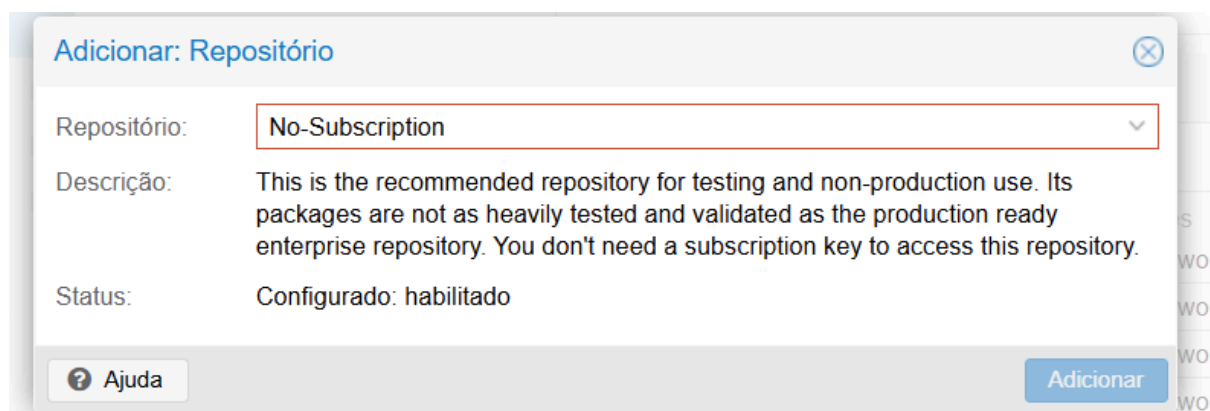 Adicionar: Repositório
Repositório: No-Subscription
Descrição: This is the recommended repository for testing and non-production use. Its
packages are not as heavily tested and validated as the production ready
enterprise repository. You don't need a subscription key to access this repository.
Status: Configurado: habilitado
Ajuda Adicionar